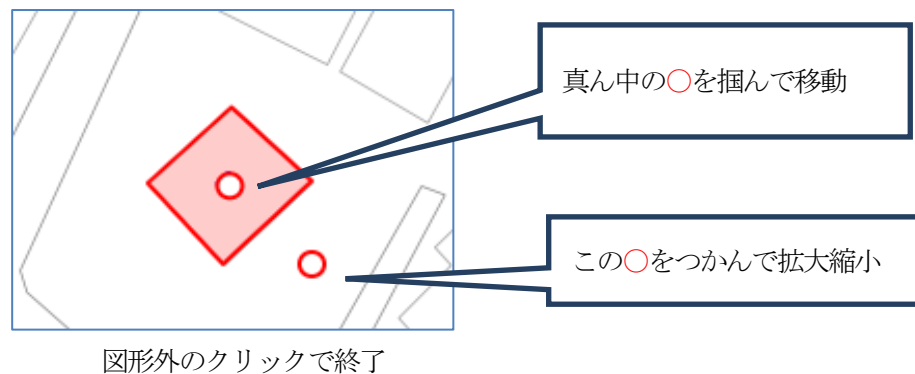 真ん中の○を掴んで移動
この○をつかんで拡大縮小
図形外のクリックで終了